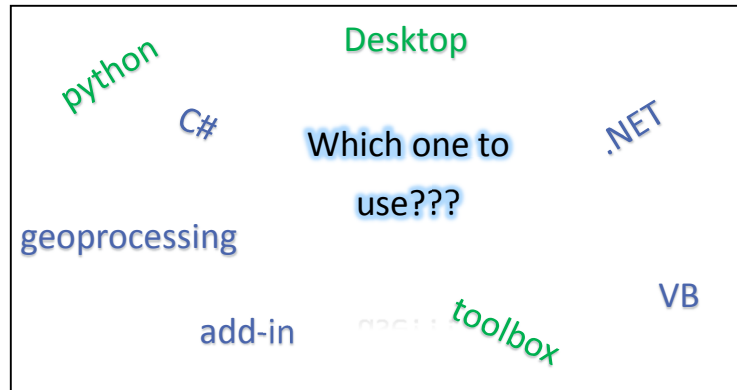 Desktop
python
C#
.NET
Which one to
use???
geoprocessing
VB
add-in
toolbox